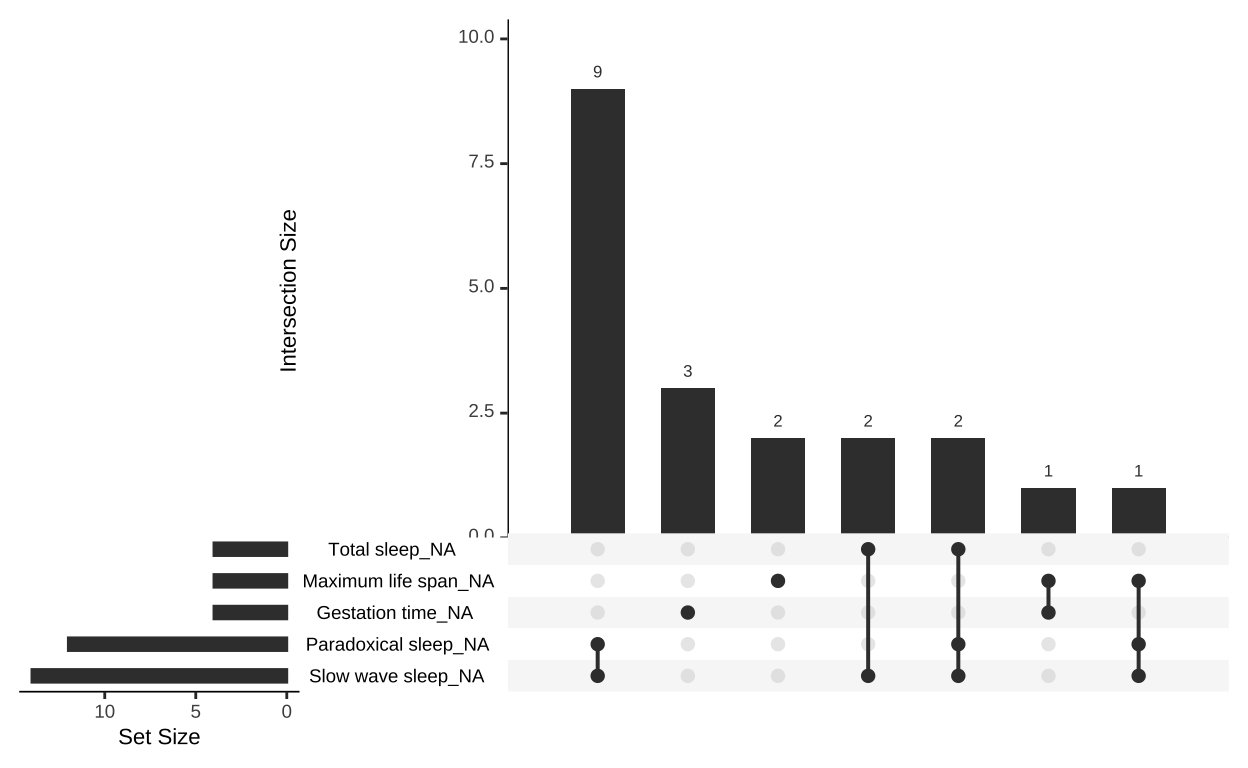 10.0
9
7.5
Intersection Size
5.0
3
2.5
2
2
2
1
1
0.0
Total sleep_NA
Maximum life span_NA
Gestation time_NA
Paradoxical sleep_NA
Slow wave sleep_NA
10 5 0
Set Size